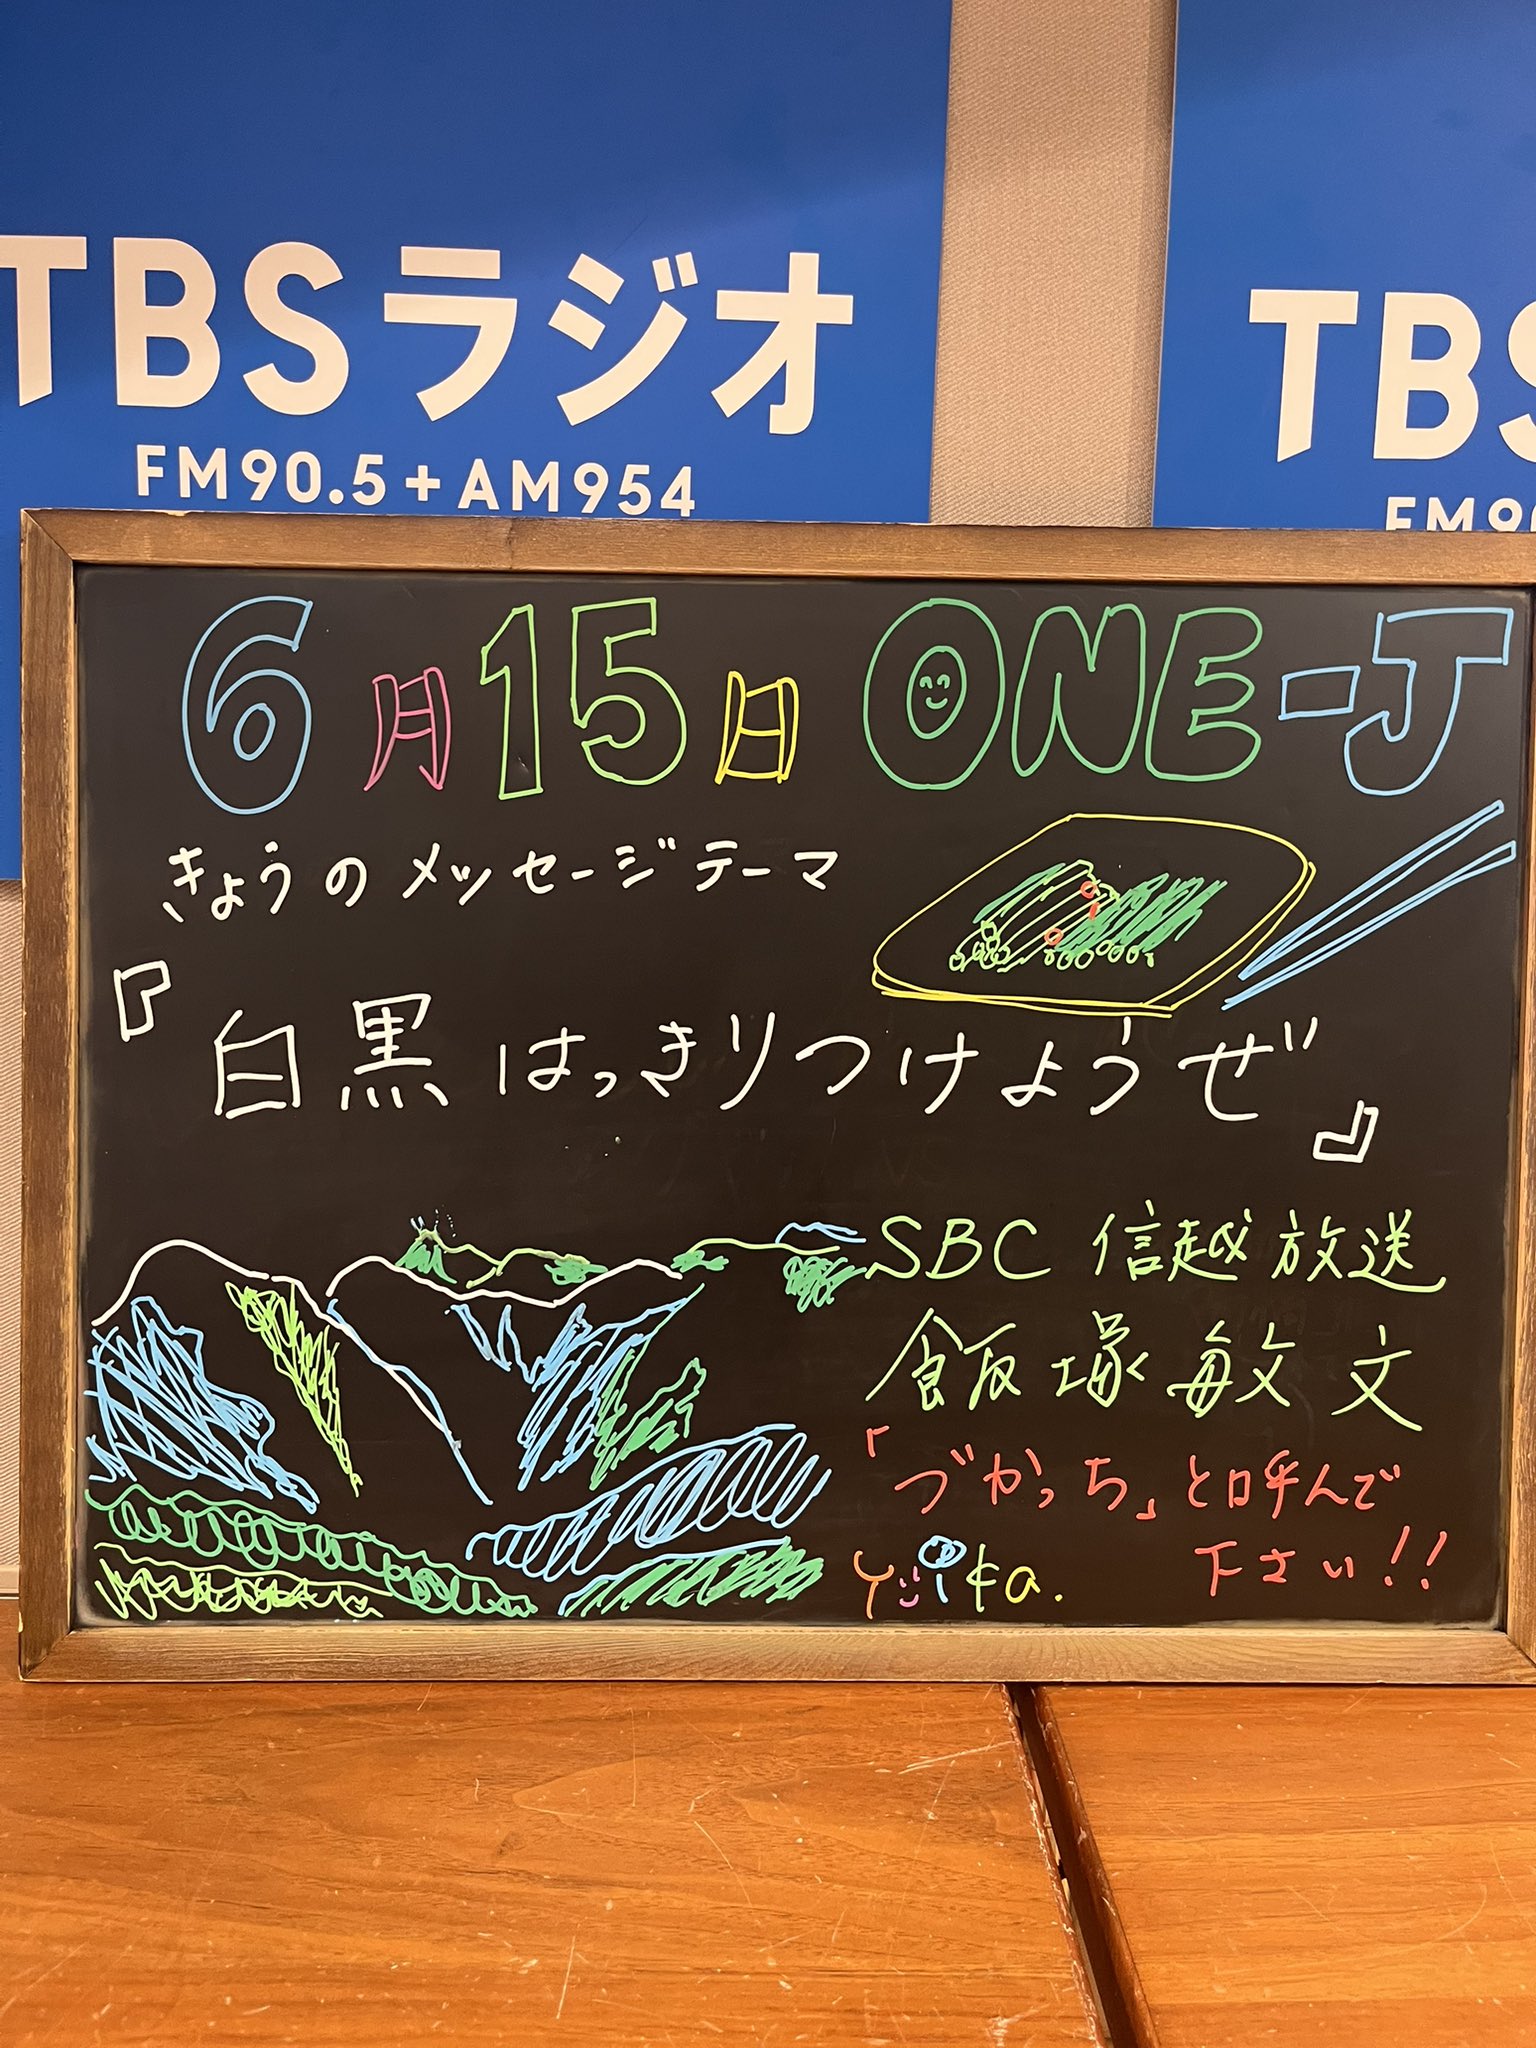 TBSラジオ
FM90.5+AM954
TBS
FM90
6月15日 ONE-J
きょうのメッセージテーマ
『白黒はっきりつけようぜ』
SBC 信越放送
飯塚敏文
「づかっち」と呼んで
下さい!!
Yuika.